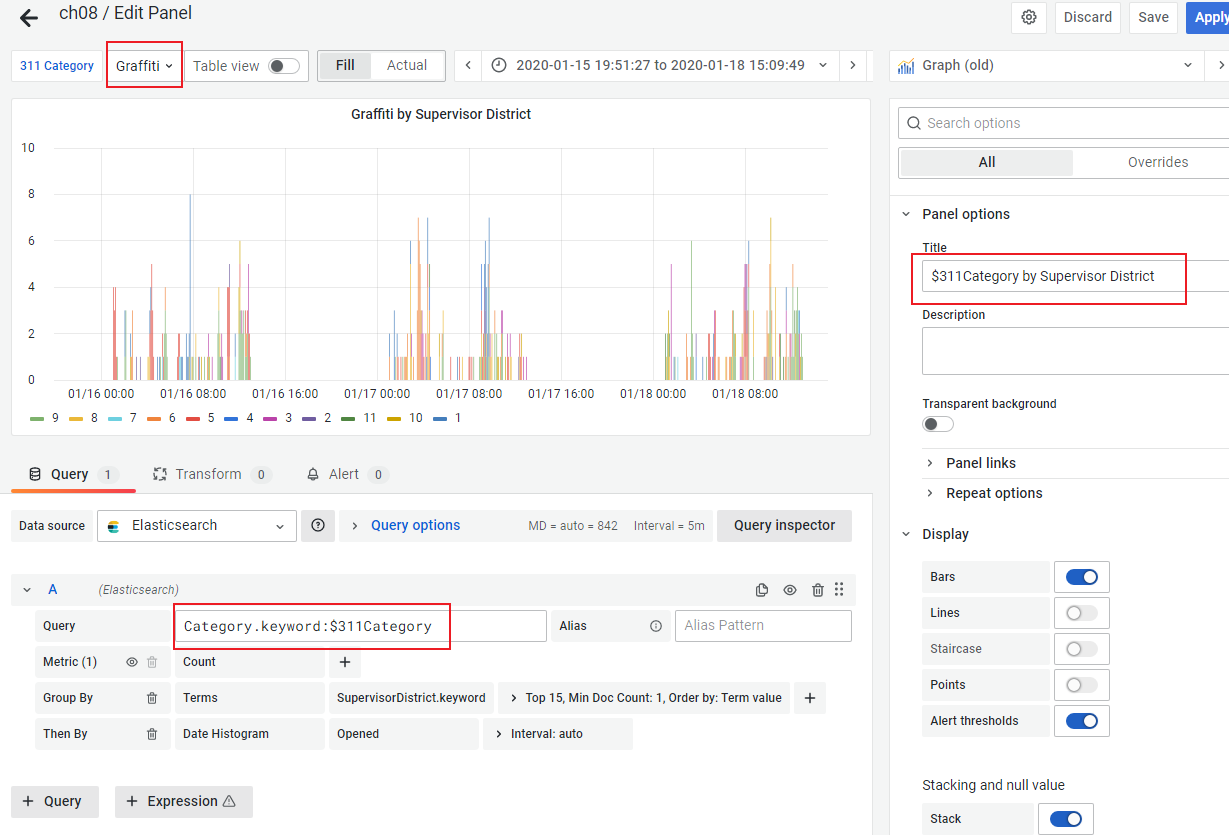 ch08 / Edit Panel
Discard
Save
Apply
311 Category
Graffiti
Table view
Fill
Actual
2020-01-15 19:51:27 to 2020-01-18 15:09:49
Graph (old)
Graffiti by Supervisor District
10
8
6
4
2
0
01/16 00:00 01/16 08:00 01/16 16:00 01/17 00:00 01/17 08:00 01/17 16:00 01/18 00:00 01/18 08:00
9 8 7 6 5 4 3 2 11 10 1
Search options
All
Overrides
Panel options
Title
$311Category by Supervisor District
Description
Transparent background
Panel links
Repeat options
Display
Bars
Lines
Staircase
Points
Alert thresholds
Stacking and null value
Stack
Query 1
Transform 0
Alert 0
Data source
Elasticsearch
Query options
MD = auto = 842
Interval = 5m
Query inspector
A
(Elasticsearch)
Query
Category.keyword:$311Category
Alias
Alias Pattern
Metric (1)
Count
+
Group By
Terms
SupervisorDistrict.keyword
> Top 15, Min Doc Count: 1, Order by: Term value
+
Then By
Date Histogram
Opened
> Interval: auto
+ Query
+ Expression